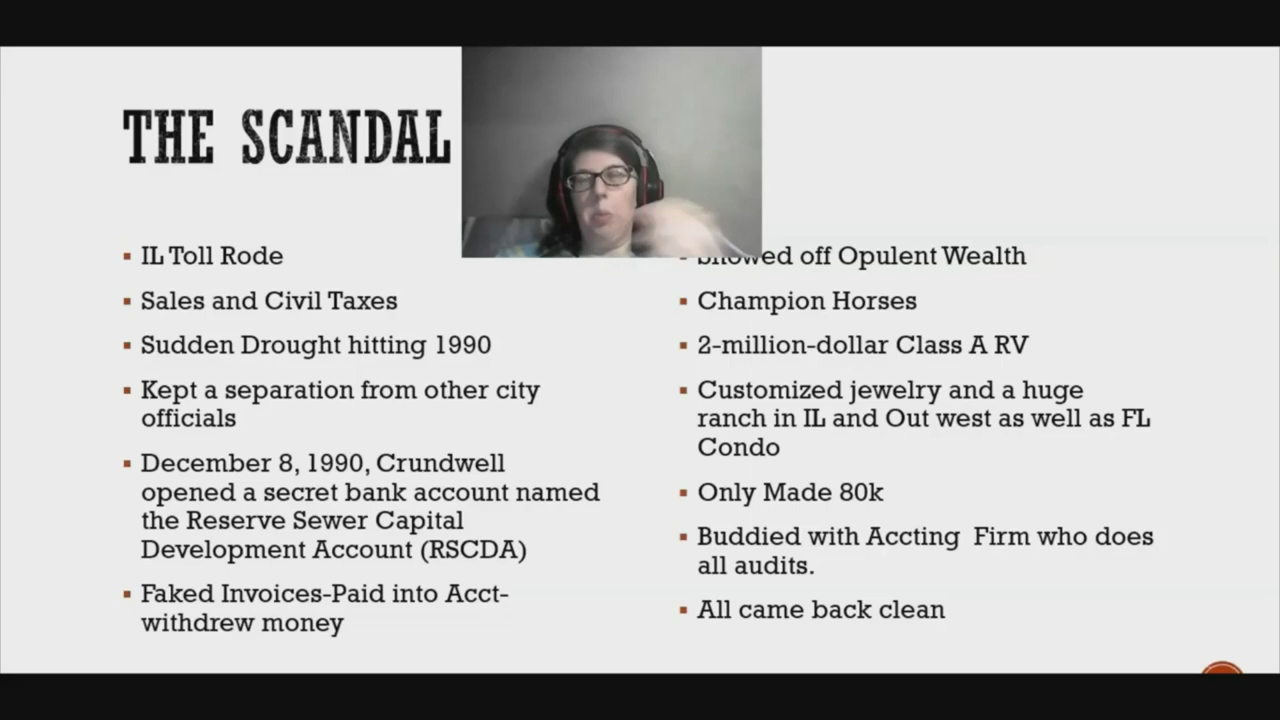 THE SCANDAL
IL Toll Rode
Sales and Civil Taxes
Sudden Drought hitting 1990
Kept a separation from other city
officials
December 8, 1990, Crundwell
opened a secret bank account named
the Reserve Sewer Capital
Development Account (RSCDA)
Faked Invoices-Paid into Acct-
withdrew money
Showed off Opulent Wealth
Champion Horses
2-million-dollar Class A RV
Customized jewelry and a huge
ranch in IL and Out west as well as FL
Condo
Only Made 80k
Buddied with Accting  Firm who does
all audits.
All came back clean